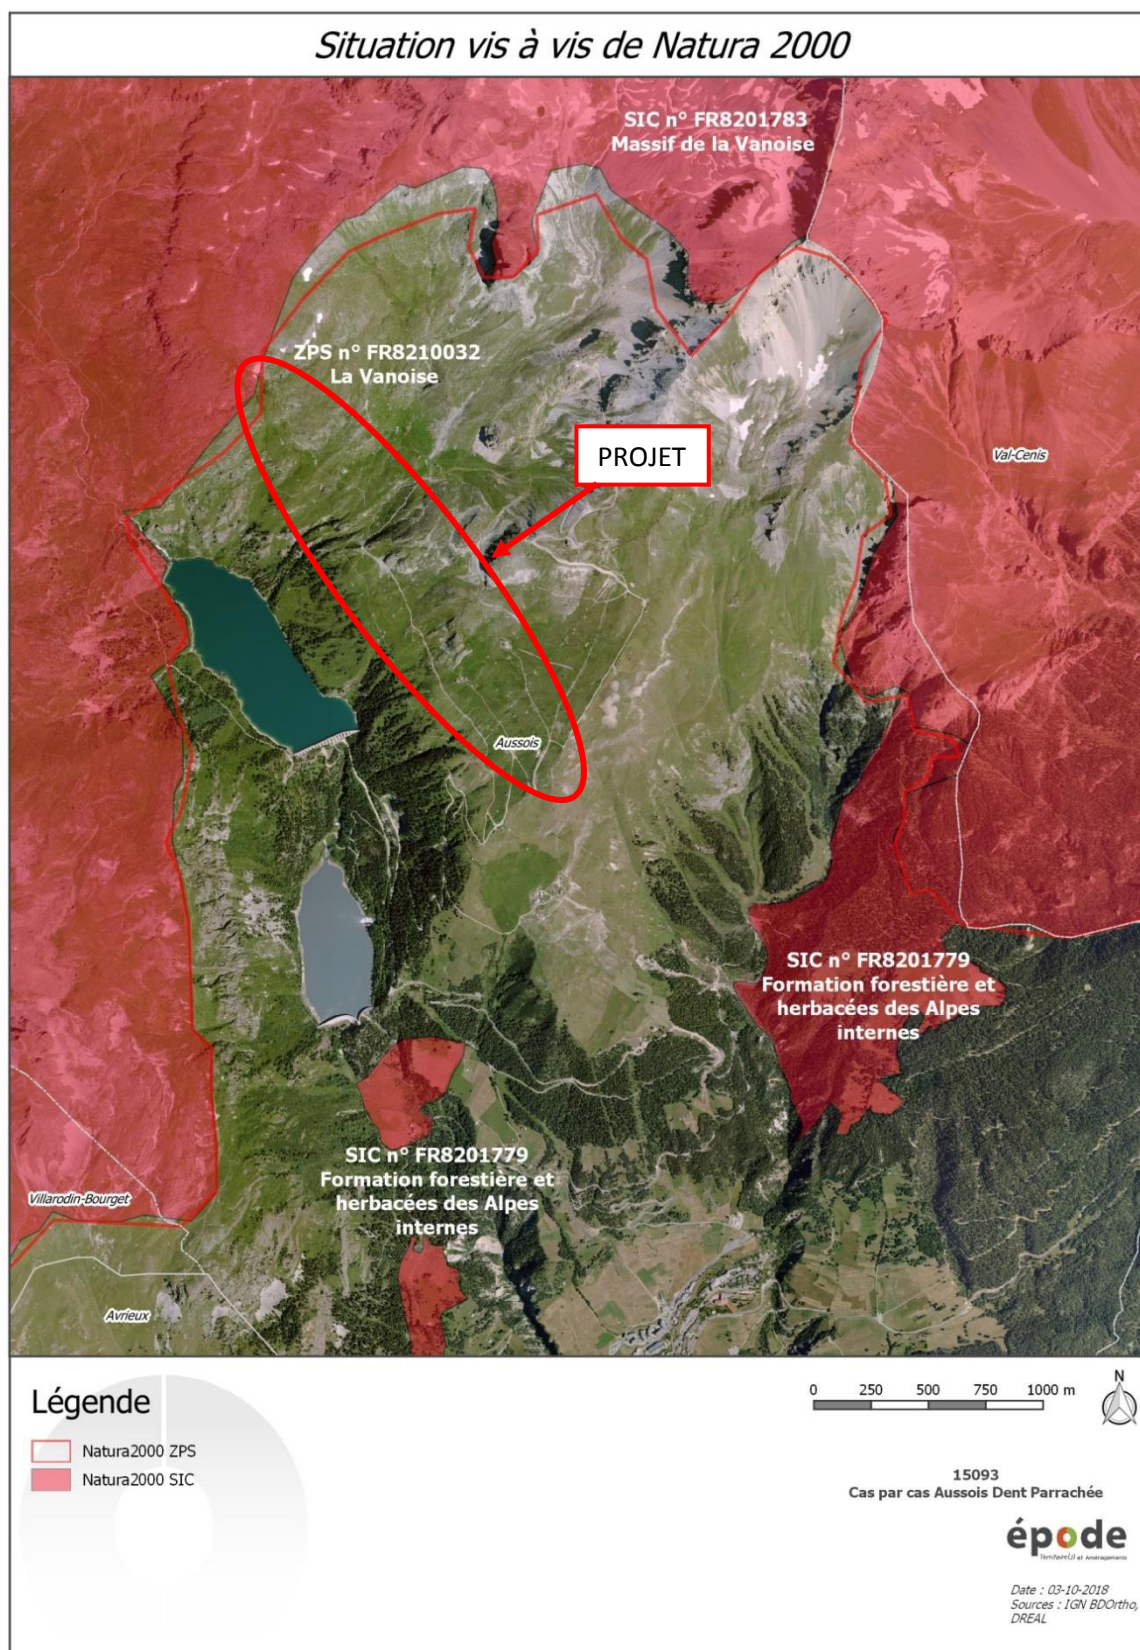 Situation vis à vis de Natura 2000
SIC n° FR8201783
Massif de la Vanoise
ZPS n° FR8210032
La Vanoise
PROJET
Val-Cenis
Aussois
SIC n° FR8201779
Formation forestière et
herbacées des Alpes
internes
SIC n° FR8201779
Formation forestière et
herbacées des Alpes
internes
Villarodin-Bourget
Avrieux
Légende
Natura2000 ZPS
Natura2000 SIC
0 250 500 750 1000 m
N
15093
Cas par cas Aussois Dent Parrachée
épode
Territoire(s) et Aménagements
Date : 03-10-2018
Sources : IGN BDOrtho,
DREAL